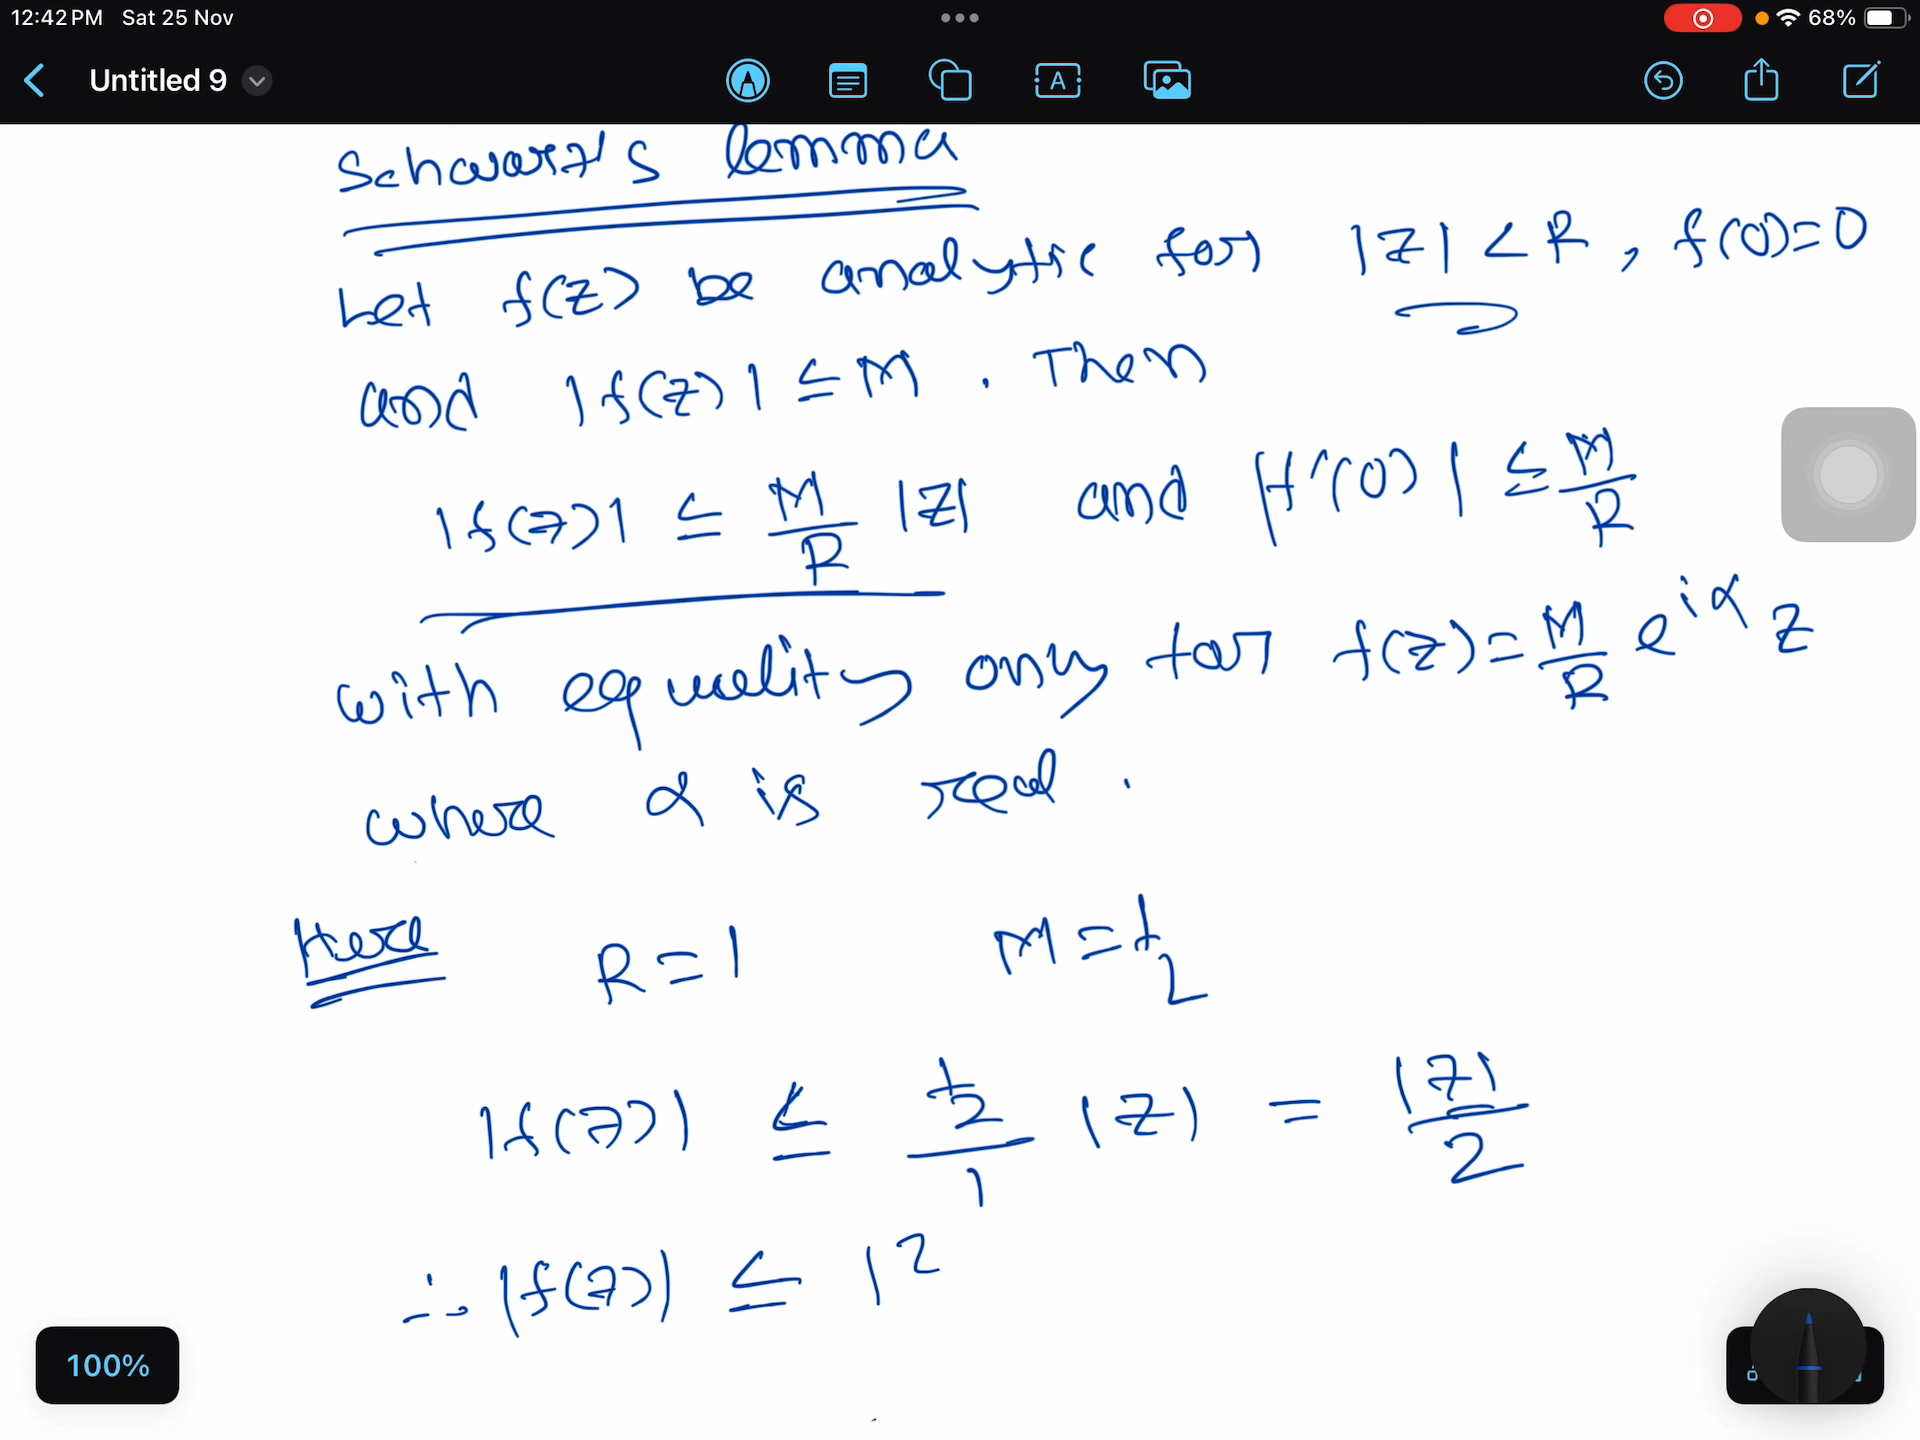 12:42 PM Sat 25 Nov
68%
Untitled 9
A
Schwarz's lemma
Let f(z) be analytic for |z| < R, f(0)=0
and |f(z)| ≤ M. Then
|f(z)| ≤ M/R |z| and |f'(0)| ≤ M/R
with equality only for f(z) = M/R e^{iα} z
where α is real.
Here R = 1 M = 1/2
|f(z)| ≤ (1/2)/1 |z| = |z|/2
∴ |f(z)| ≤ | z
100%